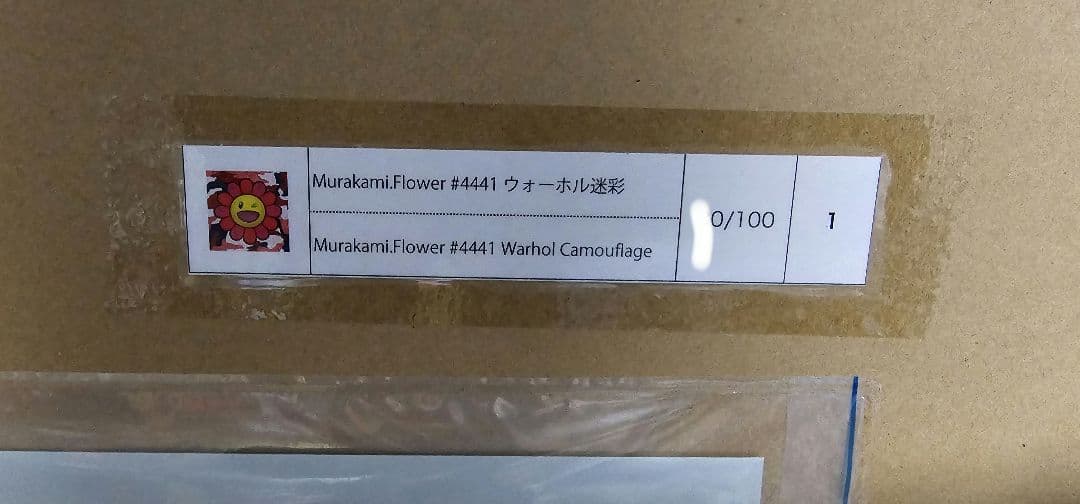 Murakami.Flower #4441 ウォーホル迷彩
Murakami.Flower #4441 Warhol Camouflage
0/100
1